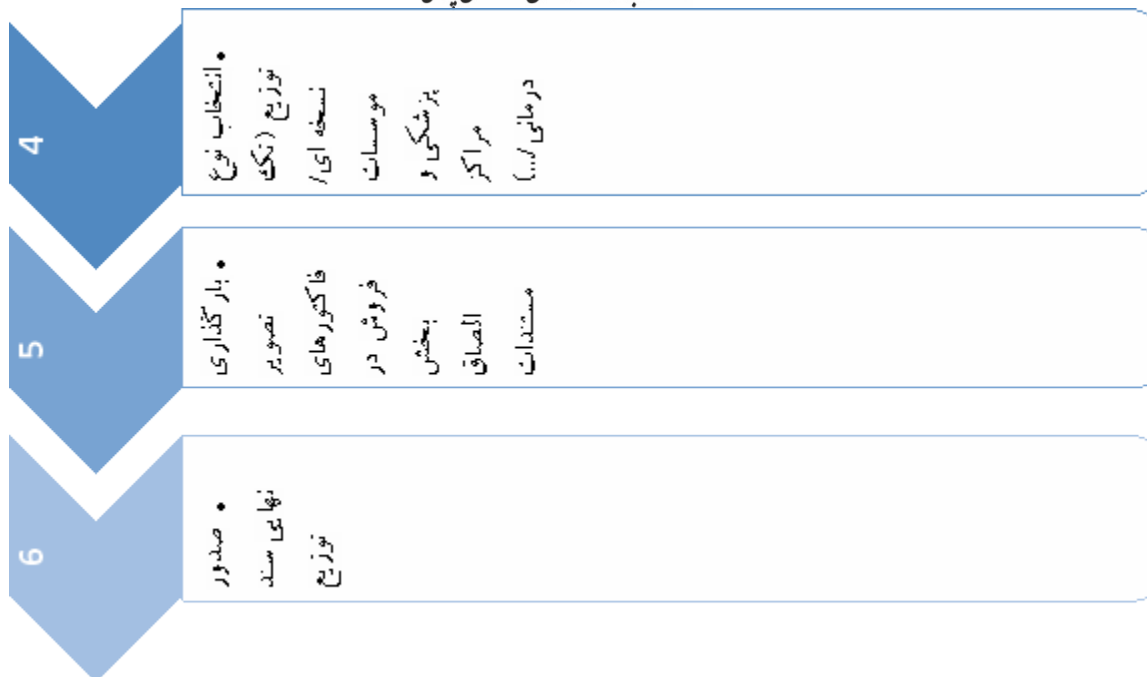 4
• انتخاب نوع
توزیع (تک
نسخه ای/
موسسات
پزشکی و
مراکز
درمانی/...)
5
• بارگذاری
تصویر
فاکتورهای
فروش در
بخش
الصاق
مستندات
6
• صدور
نهایی سند
توزیع